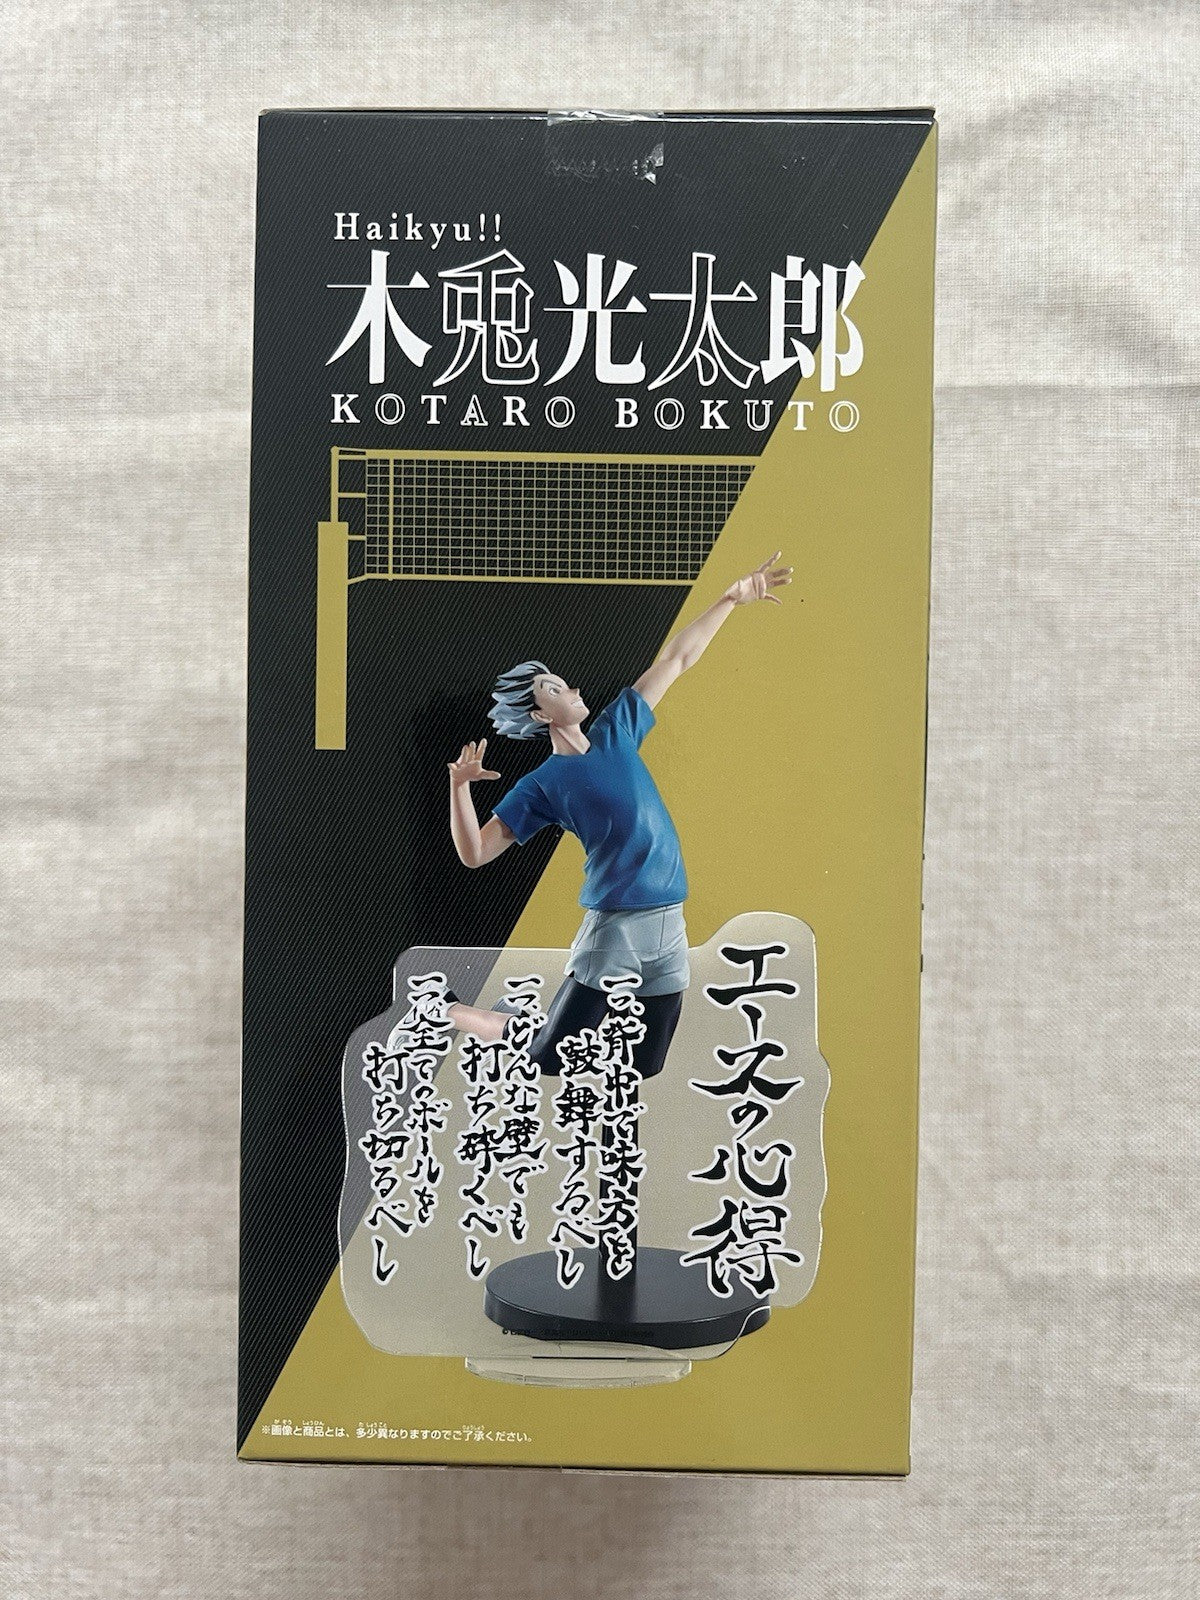 Haikyu!!
木兎光太郎
KOTARO BOKUTO
エースの心得
一つ、背中で味方を
鼓舞するべし
一つ、どんな壁でも
打ち砕くべし
一つ、全てのボールを
打ち切るべし
※画像と商品とは、多少異なりますのでご了承ください。